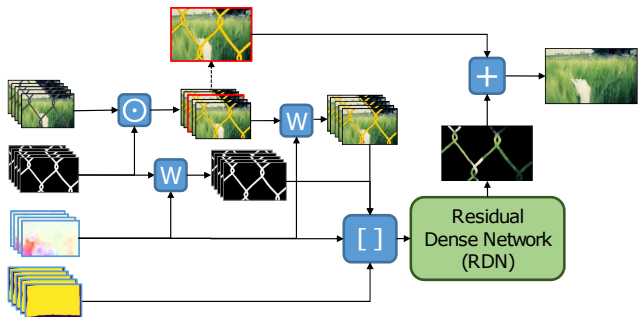 W
W
[ ]
Residual
Dense Network
(RDN)